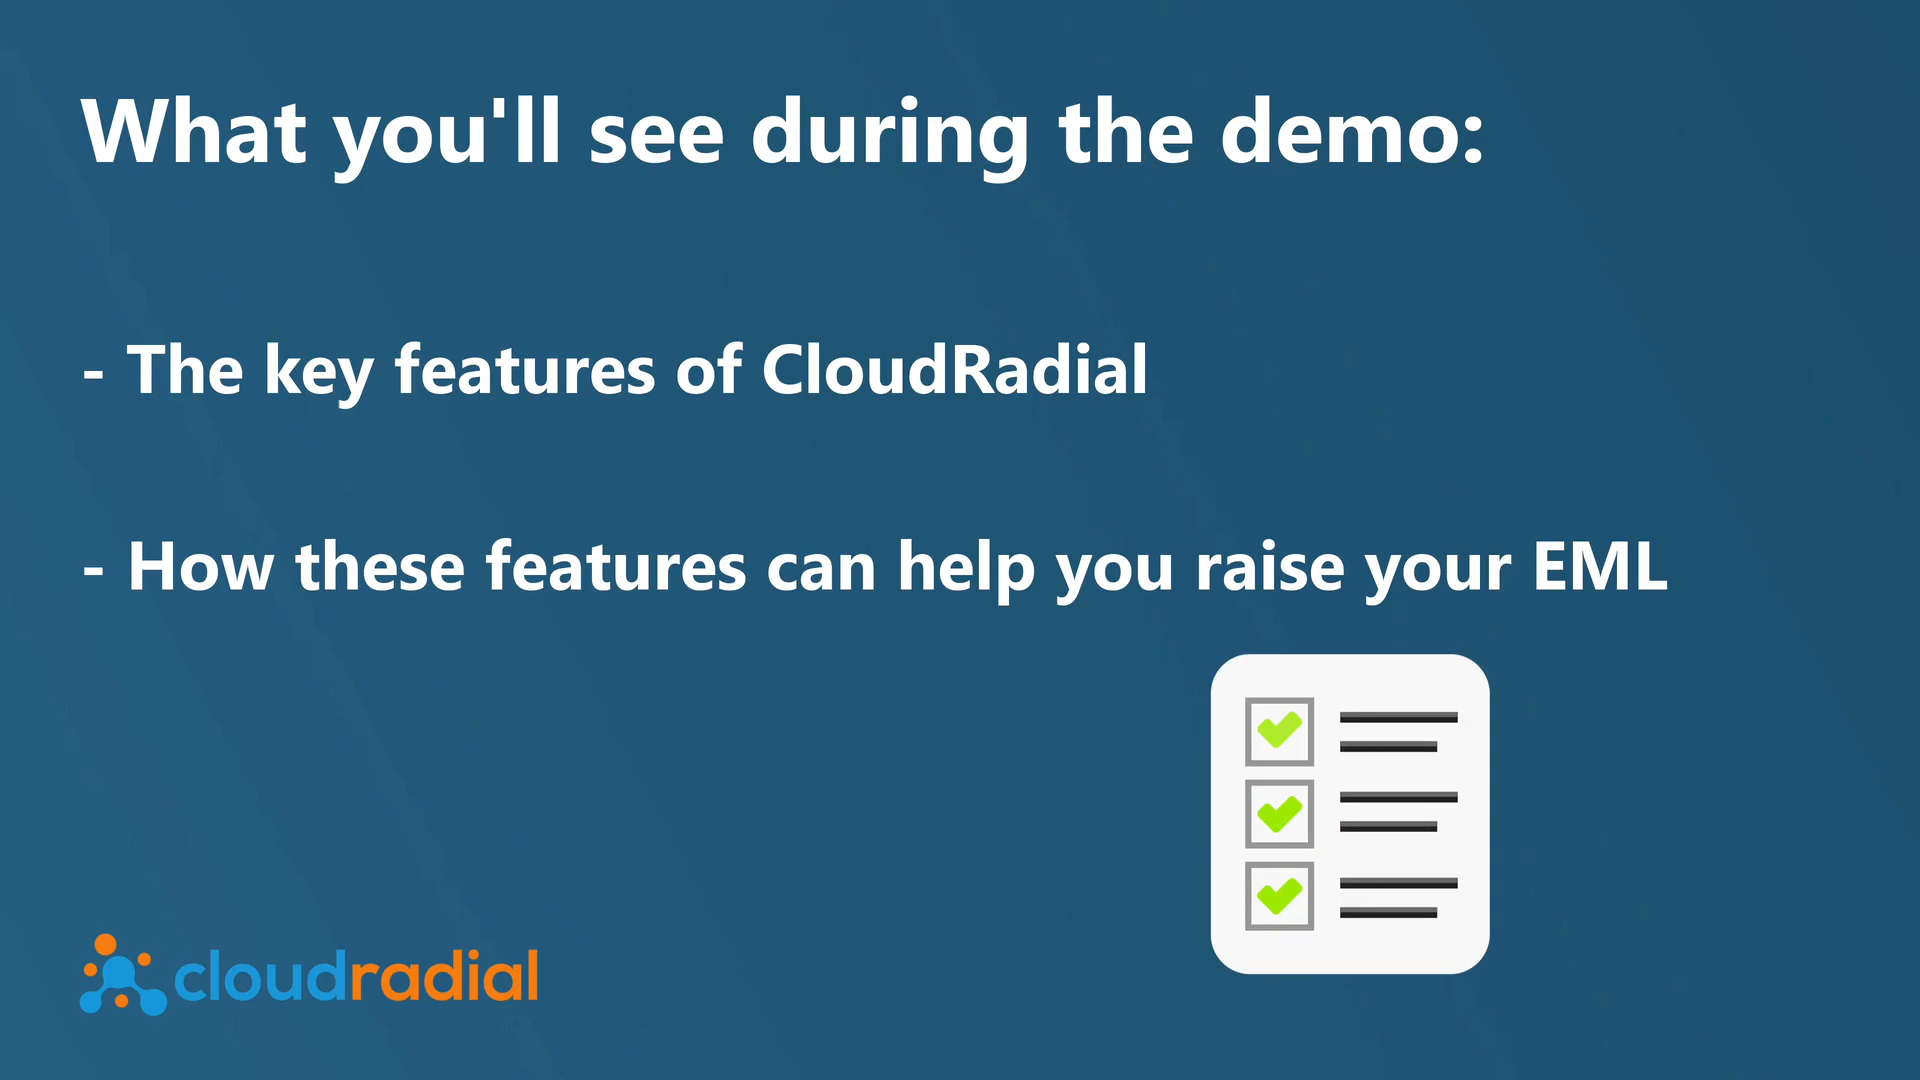 What you'll see during the demo:
- The key features of CloudRadial
- How these features can help you raise your EML
cloudradial